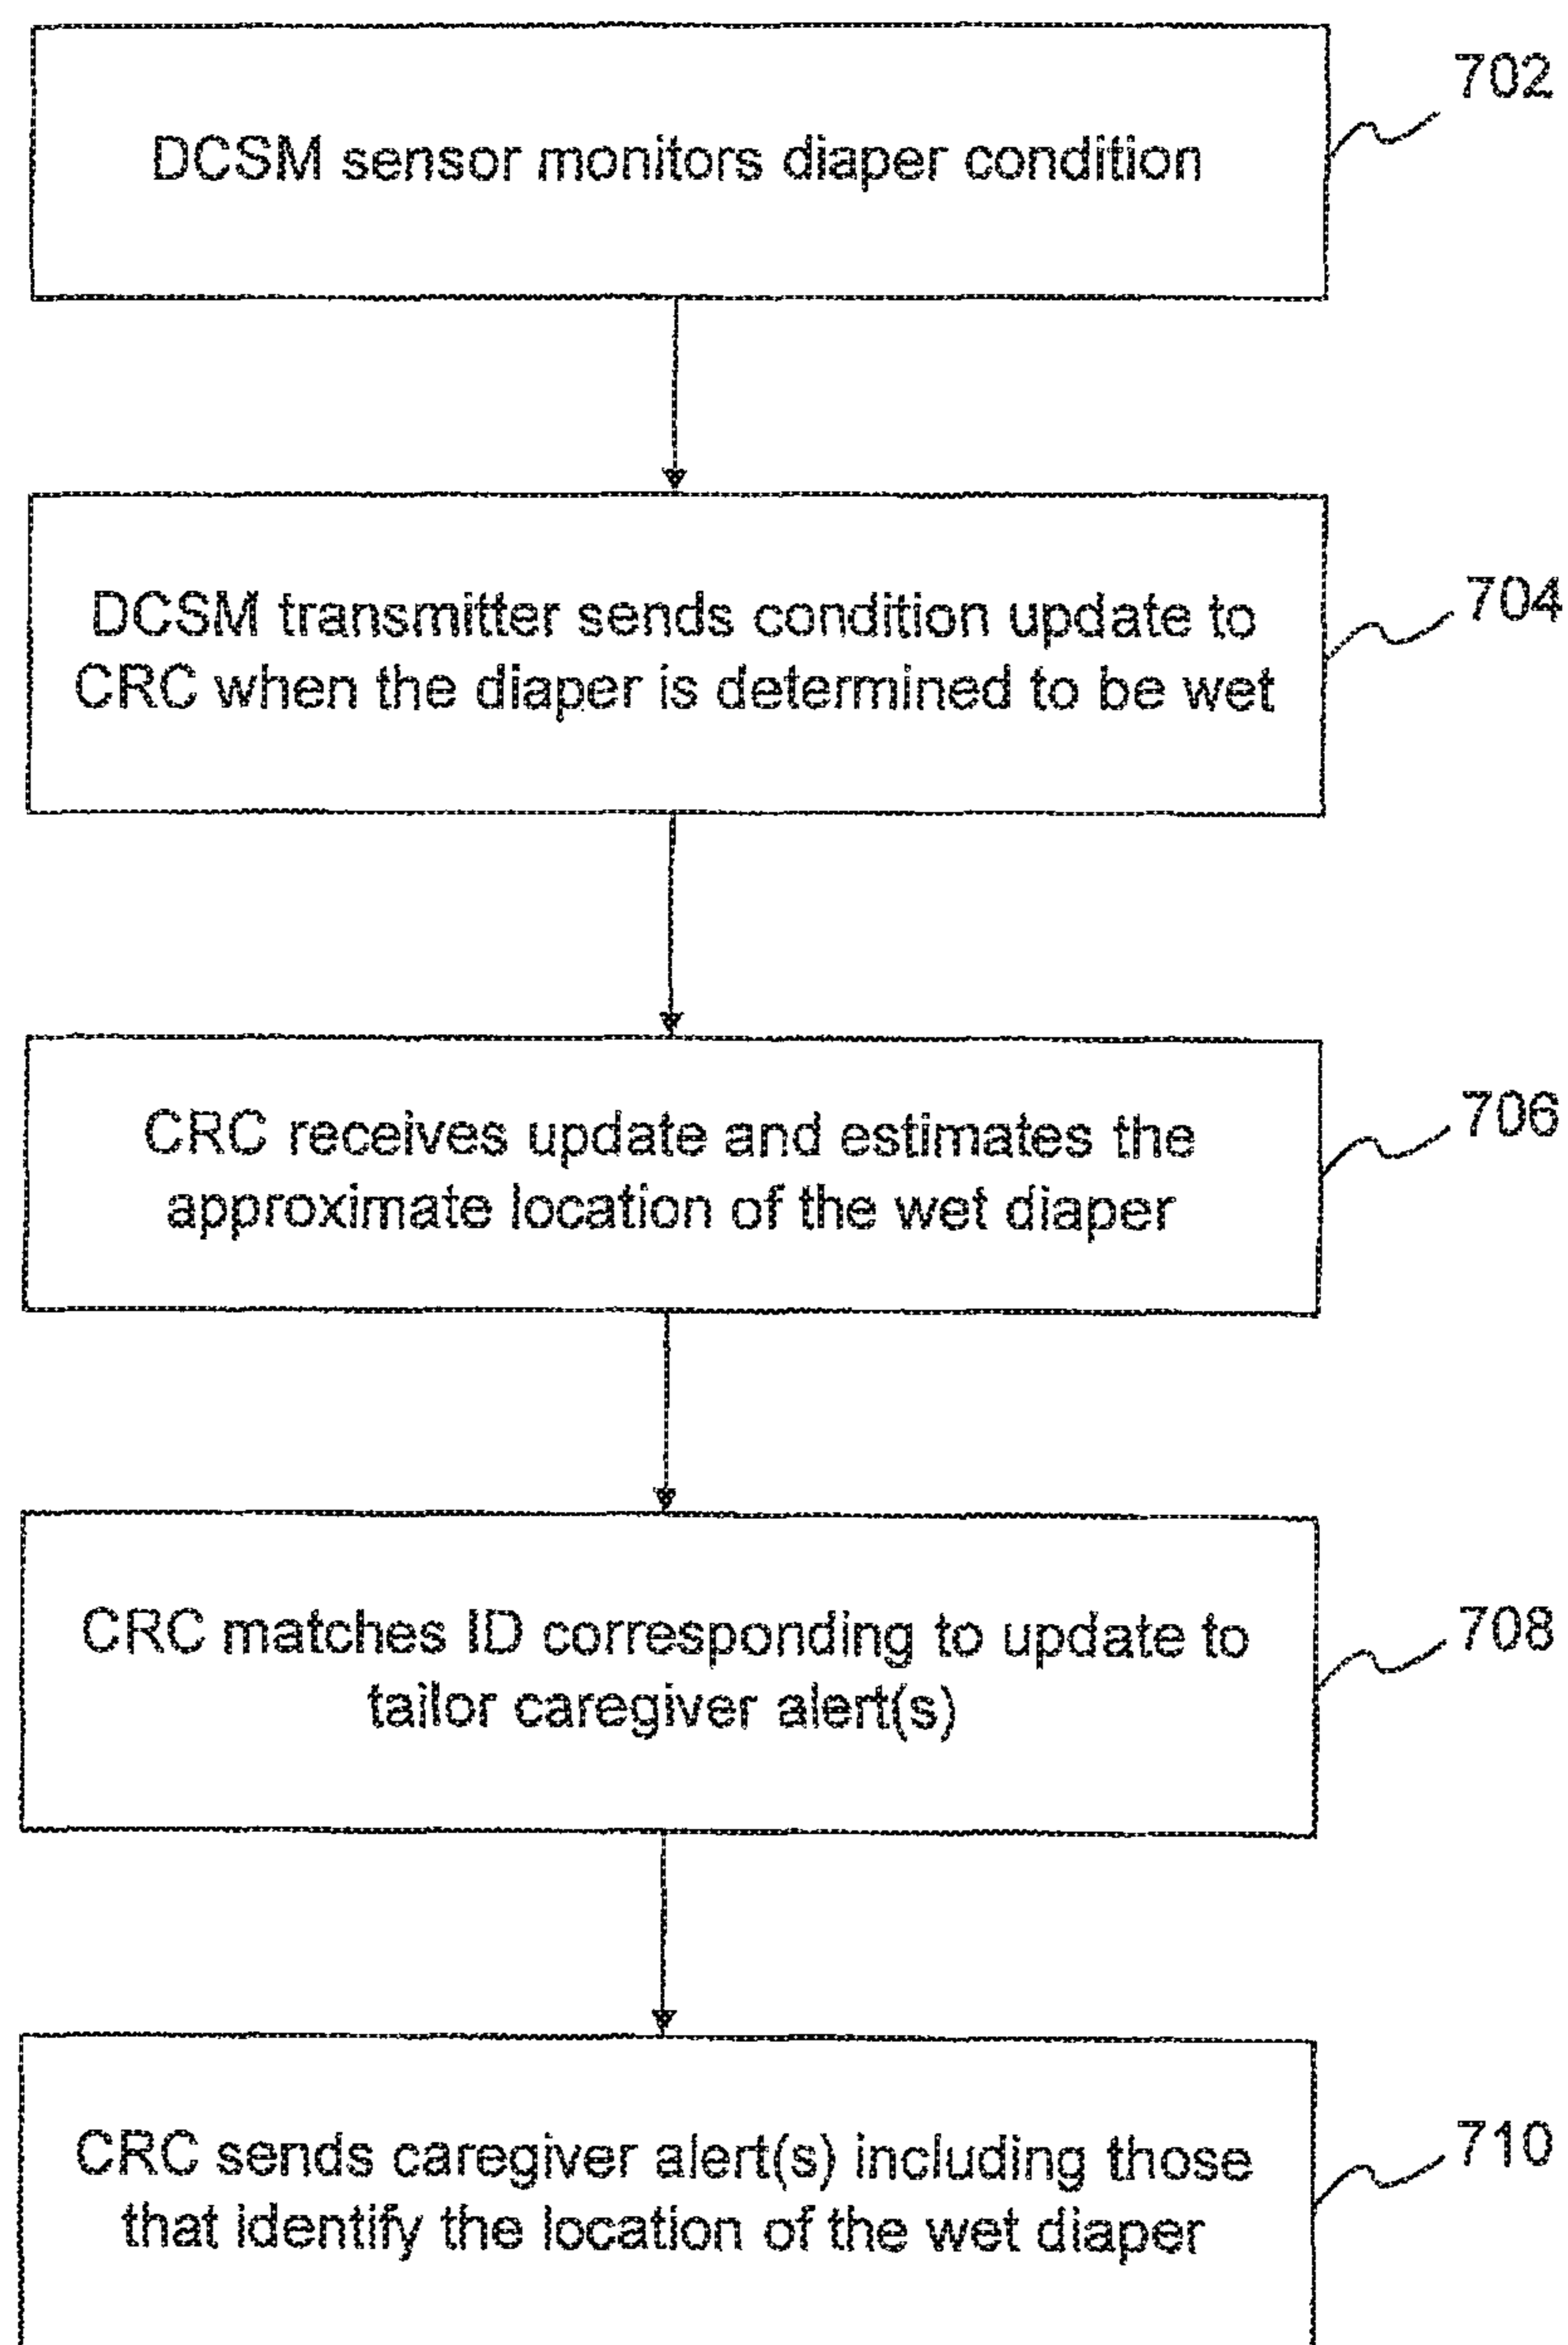 702
DCSM sensor monitors diaper condition
704
DCSM transmitter sends condition update to
CRC when the diaper is determined to be wet
706
CRC receives update and estimates the
approximate location of the wet diaper
708
CRC matches ID corresponding to update to
tailor caregiver alert(s)
710
CRC sends caregiver alert(s) including those
that identify the location of the wet diaper